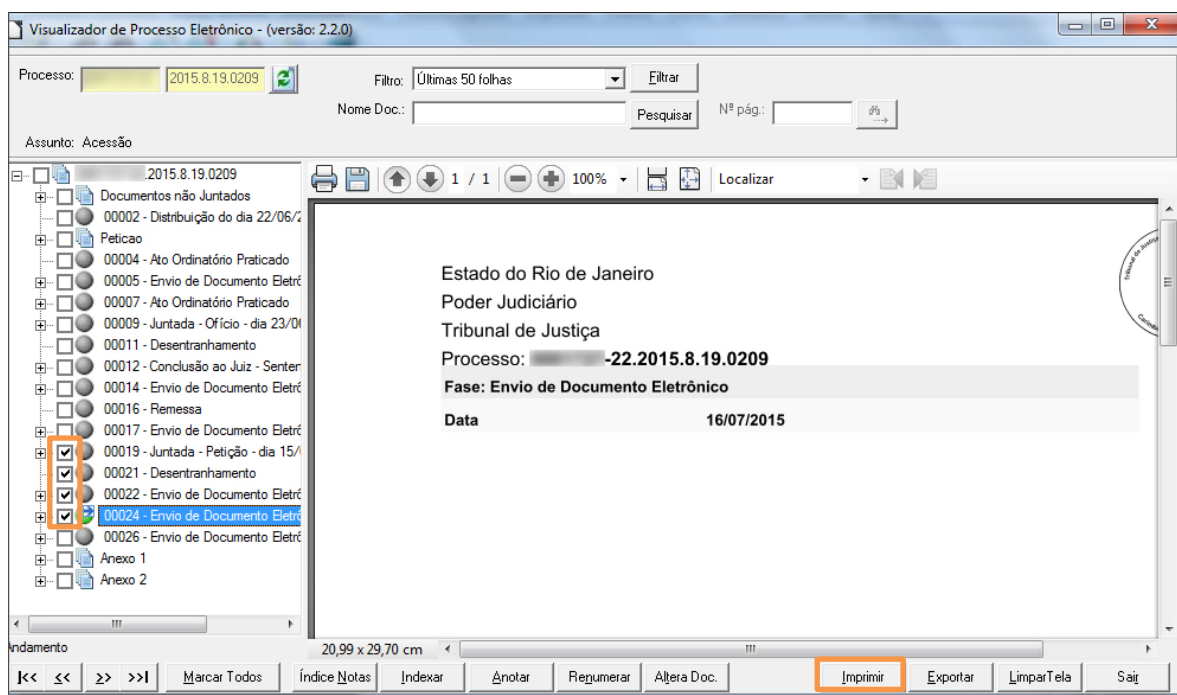 Visualizador de Processo Eletrônico - (versão: 2.2.0)
Processo: 2015.8.19.0209
Filtro: Últimas 50 folhas Filtrar
Nome Doc.: Pesquisar Nº pág.:
Assunto: Acessão
.2015.8.19.0209
Documentos não Juntados
00002 - Distribuição do dia 22/06/2
Peticao
00004 - Ato Ordinatório Praticado
00005 - Envio de Documento Eletrô
00007 - Ato Ordinatório Praticado
00009 - Juntada - Ofício - dia 23/06
00011 - Desentranhamento
00012 - Conclusão ao Juiz - Senten
00014 - Envio de Documento Eletrô
00016 - Remessa
00017 - Envio de Documento Eletrô
00019 - Juntada - Petição - dia 15/
00021 - Desentranhamento
00022 - Envio de Documento Eletrô
00024 - Envio de Documento Eletrô
00026 - Envio de Documento Eletrô
Anexo 1
Anexo 2
1 / 1 100% Localizar
Estado do Rio de Janeiro
Poder Judiciário
Tribunal de Justiça
Processo: -22.2015.8.19.0209
Fase: Envio de Documento Eletrônico
Data 16/07/2015
Tribunal de Justiça
Andamento
20,99 x 29,70 cm
|<< << >> >>| Marcar Todos Índice Notas Indexar Anotar Renumerar Altera Doc. Imprimir Exportar LimparTela Sair